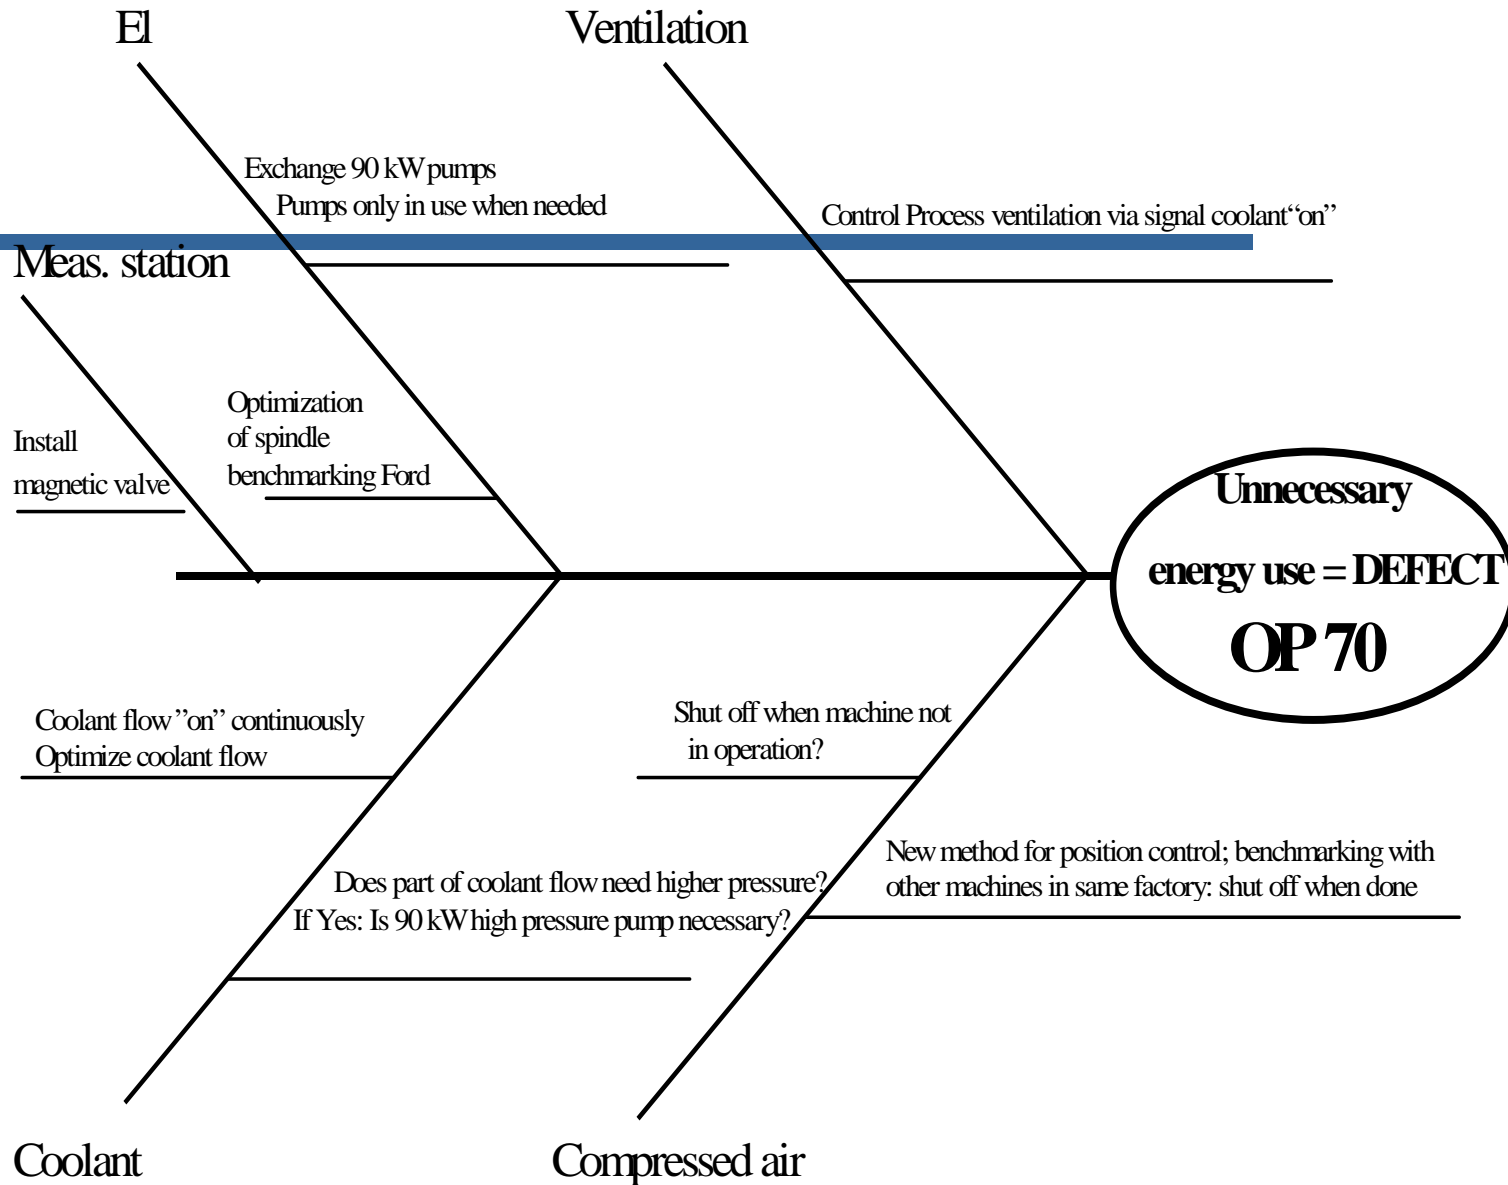 El
Ventilation
Exchange 90 kW pumps
Pumps only in use when needed
Control Process ventilation via signal coolant“on”
Meas. station
Install
magnetic valve
Optimization
of spindle
benchmarking Ford
Unnecessary
energy use = DEFECT
OP 70
Coolant flow ”on” continuously
Optimize coolant flow
Shut off when machine not
in operation?
Does part of coolant flow need higher pressure?
If Yes: Is 90 kW high pressure pump necessary?
New method for position control; benchmarking with
other machines in same factory: shut off when done
Coolant
Compressed air